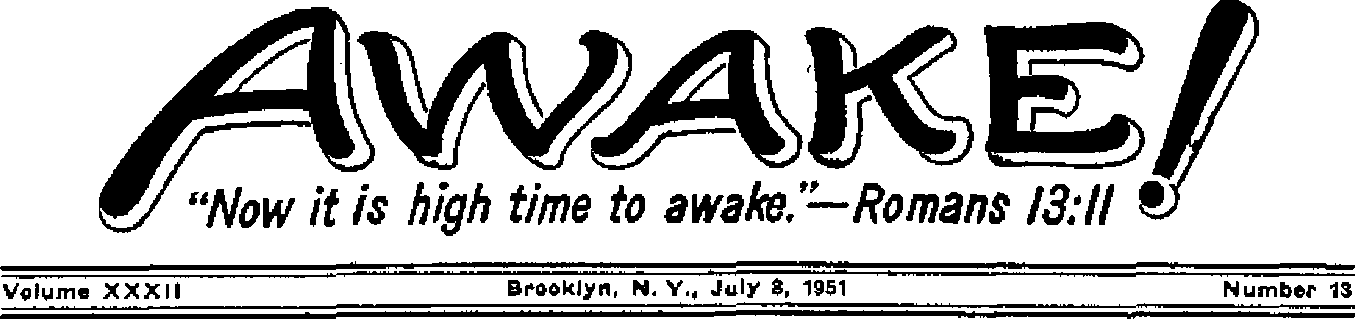 AWAKE!
"Now it is high time to awake."—Romans 13:11
Volume XXXII Brooklyn, N. Y., July 8, 1951 Number 13